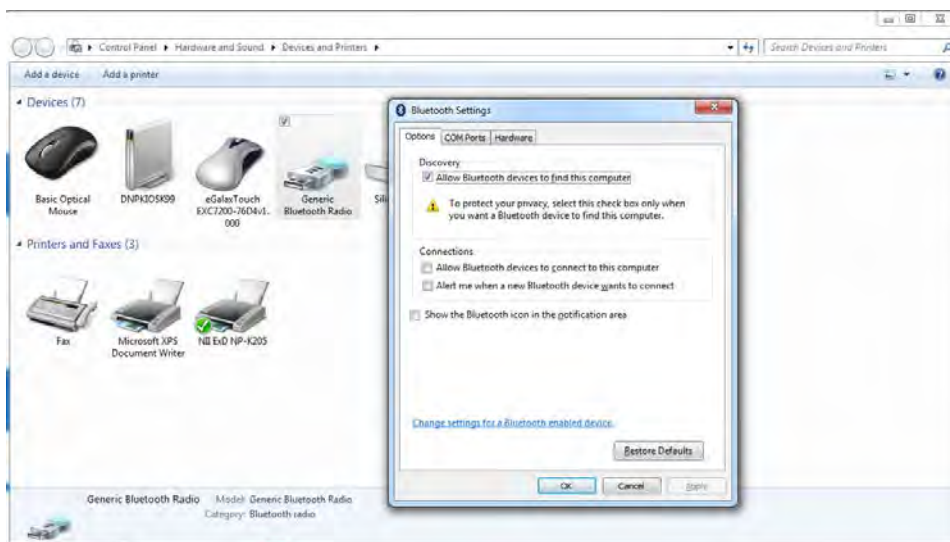 Control Panel ▸ Hardware and Sound ▸ Devices and Printers ▸
Search Devices and Printers
Add a device Add a printer
Devices (7)
Basic Optical
Mouse
DNPKIOSK99
eGalaxTouch
EXC7200-76D4v1.
000
Generic
Bluetooth Radio
Sili
Printers and Faxes (3)
Fax
Microsoft XPS
Document Writer
NII ExD NP-K205
Bluetooth Settings
Options COM Ports Hardware
Discovery
Allow Bluetooth devices to find this computer
To protect your privacy, select this check box only when
you want a Bluetooth device to find this computer.
Connections
Allow Bluetooth devices to connect to this computer
Alert me when a new Bluetooth device wants to connect
Show the Bluetooth icon in the notification area
Change settings for a Bluetooth enabled device.
Restore Defaults
OK Cancel Apply
Generic Bluetooth Radio Model: Generic Bluetooth Radio
Category: Bluetooth radio